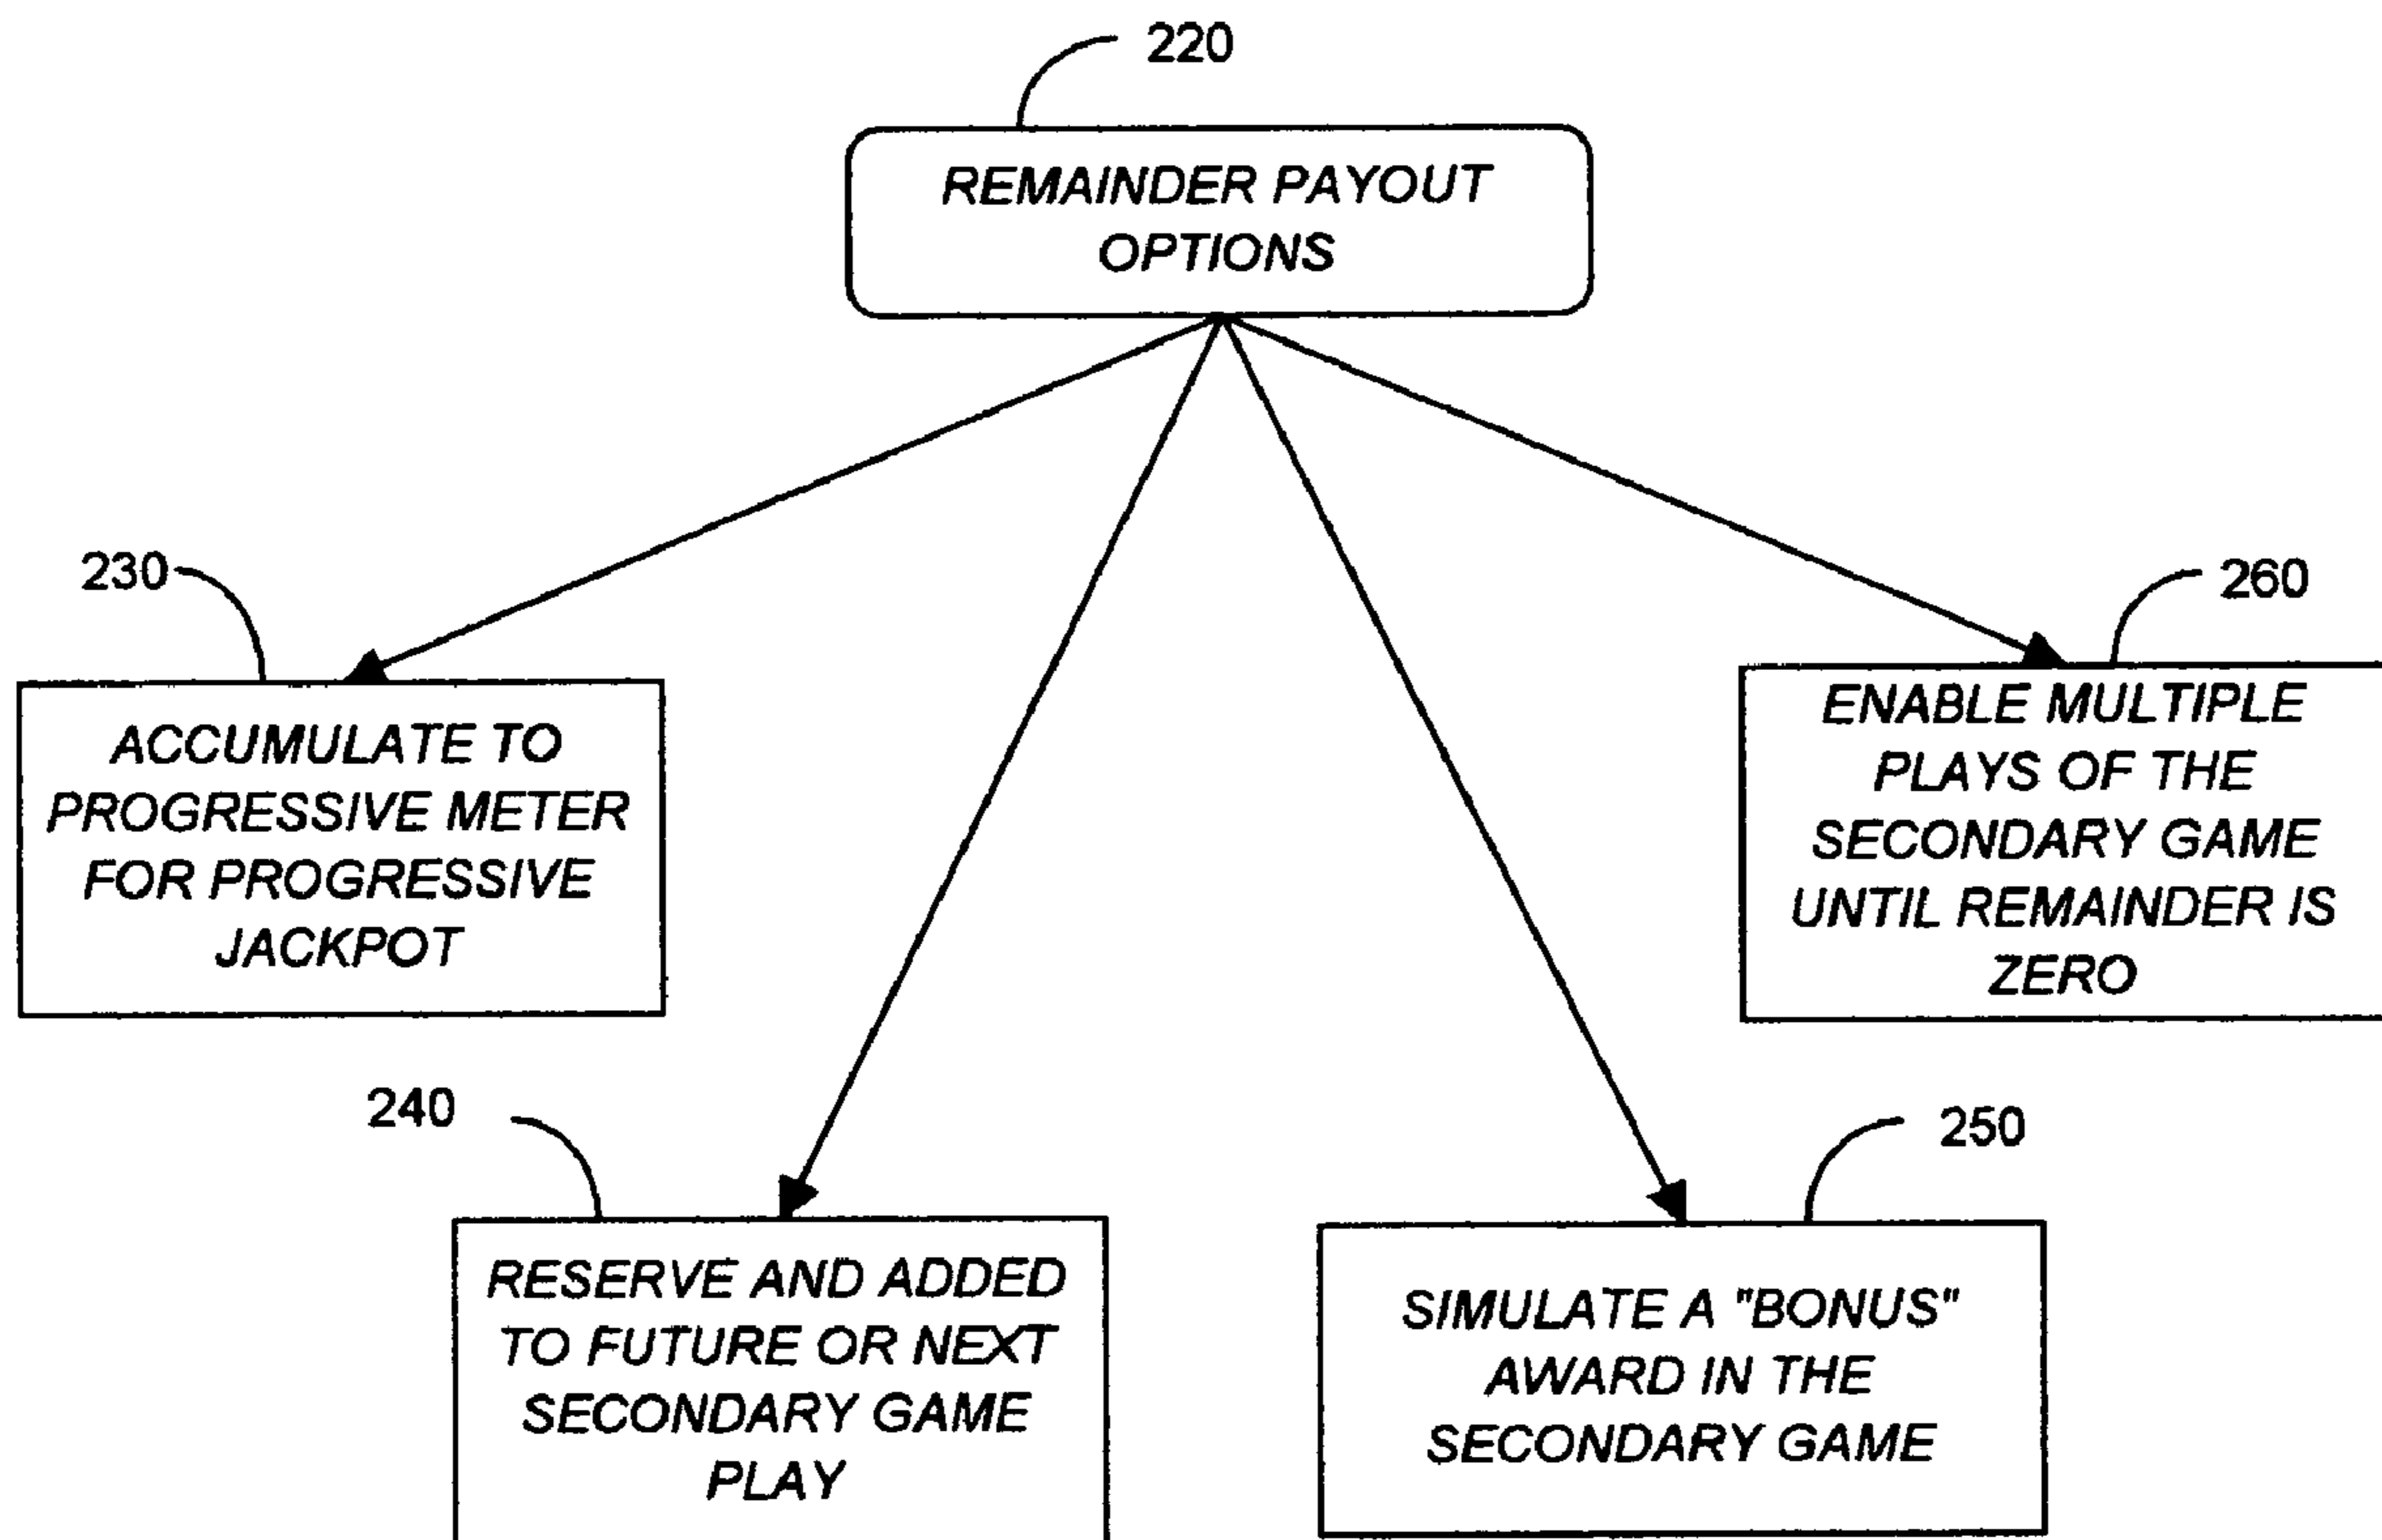 220
REMAINDER PAYOUT
OPTIONS
230
ACCUMULATE TO
PROGRESSIVE METER
FOR PROGRESSIVE
JACKPOT
260
ENABLE MULTIPLE
PLAYS OF THE
SECONDARY GAME
UNTIL REMAINDER IS
ZERO
240
RESERVE AND ADDED
TO FUTURE OR NEXT
SECONDARY GAME
PLAY
250
SIMULATE A "BONUS"
AWARD IN THE
SECONDARY GAME